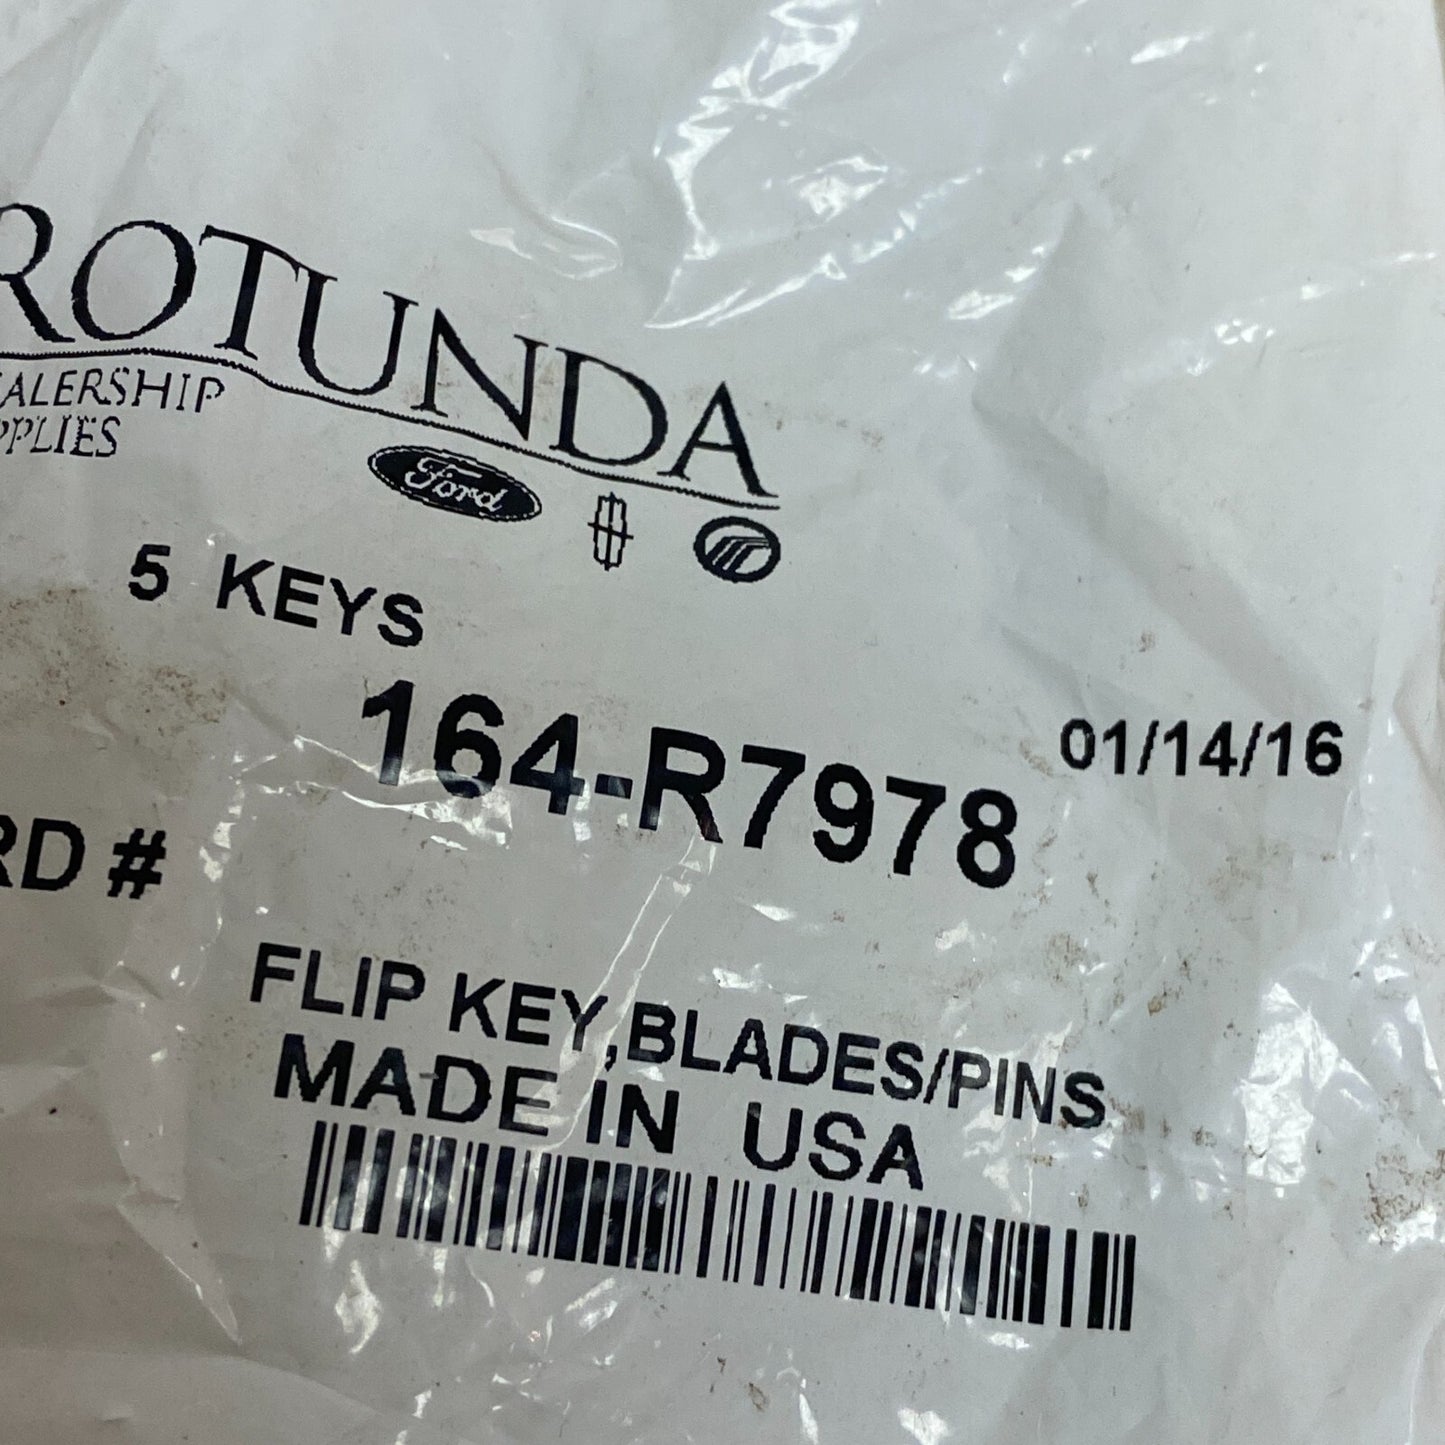 ROTUNDA
EALERSHIP
PPLIES
Ford
5 KEYS
164-R7978
01/14/16
RD #
FLIP KEY,BLADES/PINS
MADE IN USA